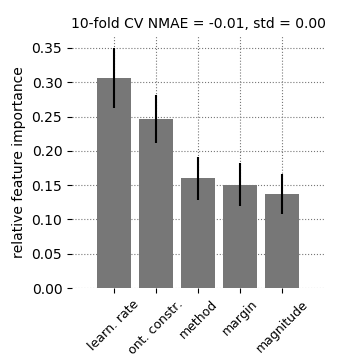 10-fold CV NMAE = -0.01, std = 0.00
relative feature importance
0.35
0.30
0.25
0.20
0.15
0.10
0.05
0.00
learn. rate
ont. constr.
method
margin
magnitude